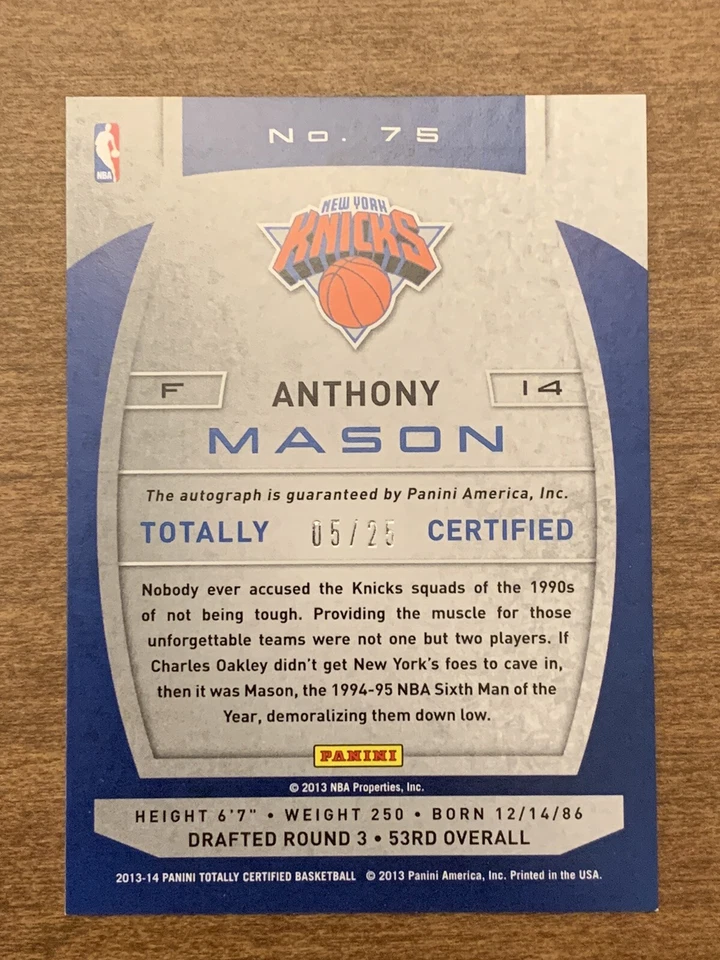 No. 75
NBA
NEW YORK
KNICKS
F ANTHONY 14
MASON
The autograph is guaranteed by Panini America, Inc.
TOTALLY 05/25 CERTIFIED
Nobody ever accused the Knicks squads of the 1990s
of not being tough. Providing the muscle for those
unforgettable teams were not one but two players. If
Charles Oakley didn't get New York's foes to cave in,
then it was Mason, the 1994-95 NBA Sixth Man of the
Year, demoralizing them down low.
PANINI
© 2013 NBA Properties, Inc.
HEIGHT 6'7" • WEIGHT 250 • BORN 12/14/86
DRAFTED ROUND 3 • 53RD OVERALL
2013-14 PANINI TOTALLY CERTIFIED BASKETBALL © 2013 Panini America, Inc. Printed in the USA.